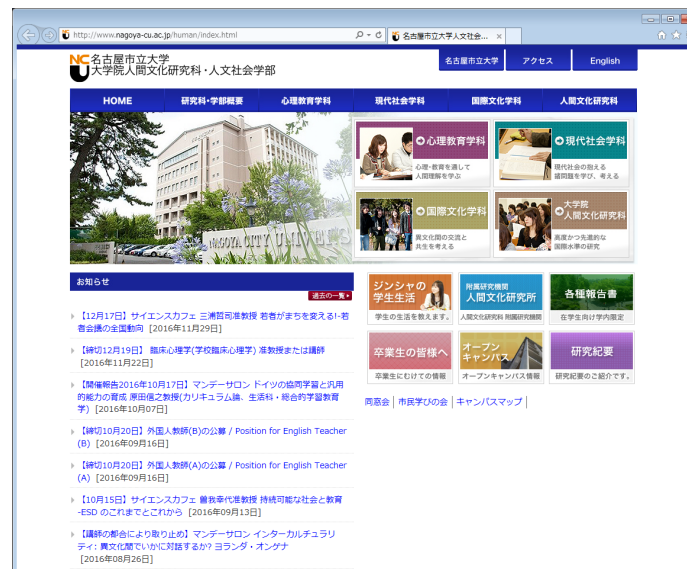 http://www.nagoya-cu.ac.jp/human/index.html
名古屋市立大学人文社会...
NC 名古屋市立大学
大学院人間文化研究科・人文社会学部
名古屋市立大学 アクセス English
HOME 研究科・学部概要 心理教育学科 現代社会学科 国際文化学科 人間文化研究科
心理教育学科
心理・教育を通して
人間理解を学ぶ
現代社会学科
現代社会の抱える
諸問題を学び、考える
国際文化学科
異文化間の交流と
共生を考える
大学院
人間文化研究科
高度かつ先進的な
国際水準の研究
NAGOYA CITY UNIVERS
お知らせ
過去の一覧
【12月17日】サイエンスカフェ 三浦哲司准教授 若者がまちを変える!-若
者会議の全国動向 [2016年11月29日]
【締切12月19日】 臨床心理学(学校臨床心理学) 准教授または講師
[2016年11月22日]
【開催報告2016年10月17日】マンデーサロン ドイツの協同学習と汎用
的能力の育成 原田信之教授(カリキュラム論、生活科・総合的学習教育
学) [2016年10月07日]
【締切10月20日】外国人教師(B)の公募 / Position for English Teacher
(B) [2016年09月16日]
【締切10月20日】外国人教師(A)の公募 / Position for English Teacher
(A) [2016年09月16日]
【10月15日】サイエンスカフェ 曽我幸代准教授 持続可能な社会と教育
-ESD のこれまでとこれから [2016年09月13日]
【講師の都合により取り止め】マンデーサロン インターカルチュラリ
ティ: 異文化間でいかに対話するか? ヨランダ・オンゲナ
[2016年08月26日]
ジンシャの
学生生活
学生の生活を教えます。
附属研究機関
人間文化研究所
人間文化研究科 附属研究機関
各種報告書
在学生向け学内限定
卒業生の皆様へ
卒業生にむけての情報
オープン
キャンパス
オープンキャンパス情報
研究紀要
研究紀要のご紹介です。
同窓会 | 市民学びの会 | キャンパスマップ |